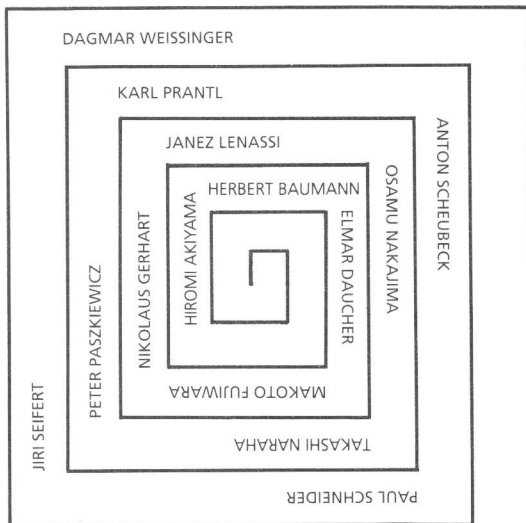 DAGMAR WEISSINGER
KARL PRANTL
JANEZ LENASSI
HERBERT BAUMANN
ANTON SCHEUBECK
OSAMU NAKAJIMA
ELMAR DAUCHER
HIROMI AKIYAMA
NIKOLAUS GERHART
PETER PASZKIEWICZ
JIRI SEIFERT
MAKOTO FUJIWARA
TAKASHI NARAHA
PAUL SCHNEIDER